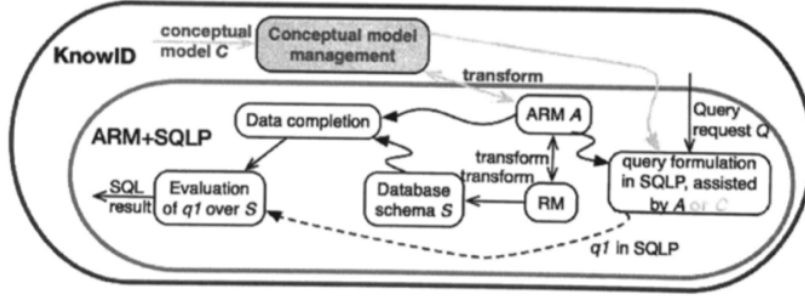 conceptual
model C
Conceptual model
management
KnowID
transform
Query
request Q
Data completion
ARM A
ARM+SQLP
transform
transform
query formulation
in SQLP, assisted
by A or C
SQL
result
Evaluation
of q1 over S
Database
schema S
RM
q1 in SQLP